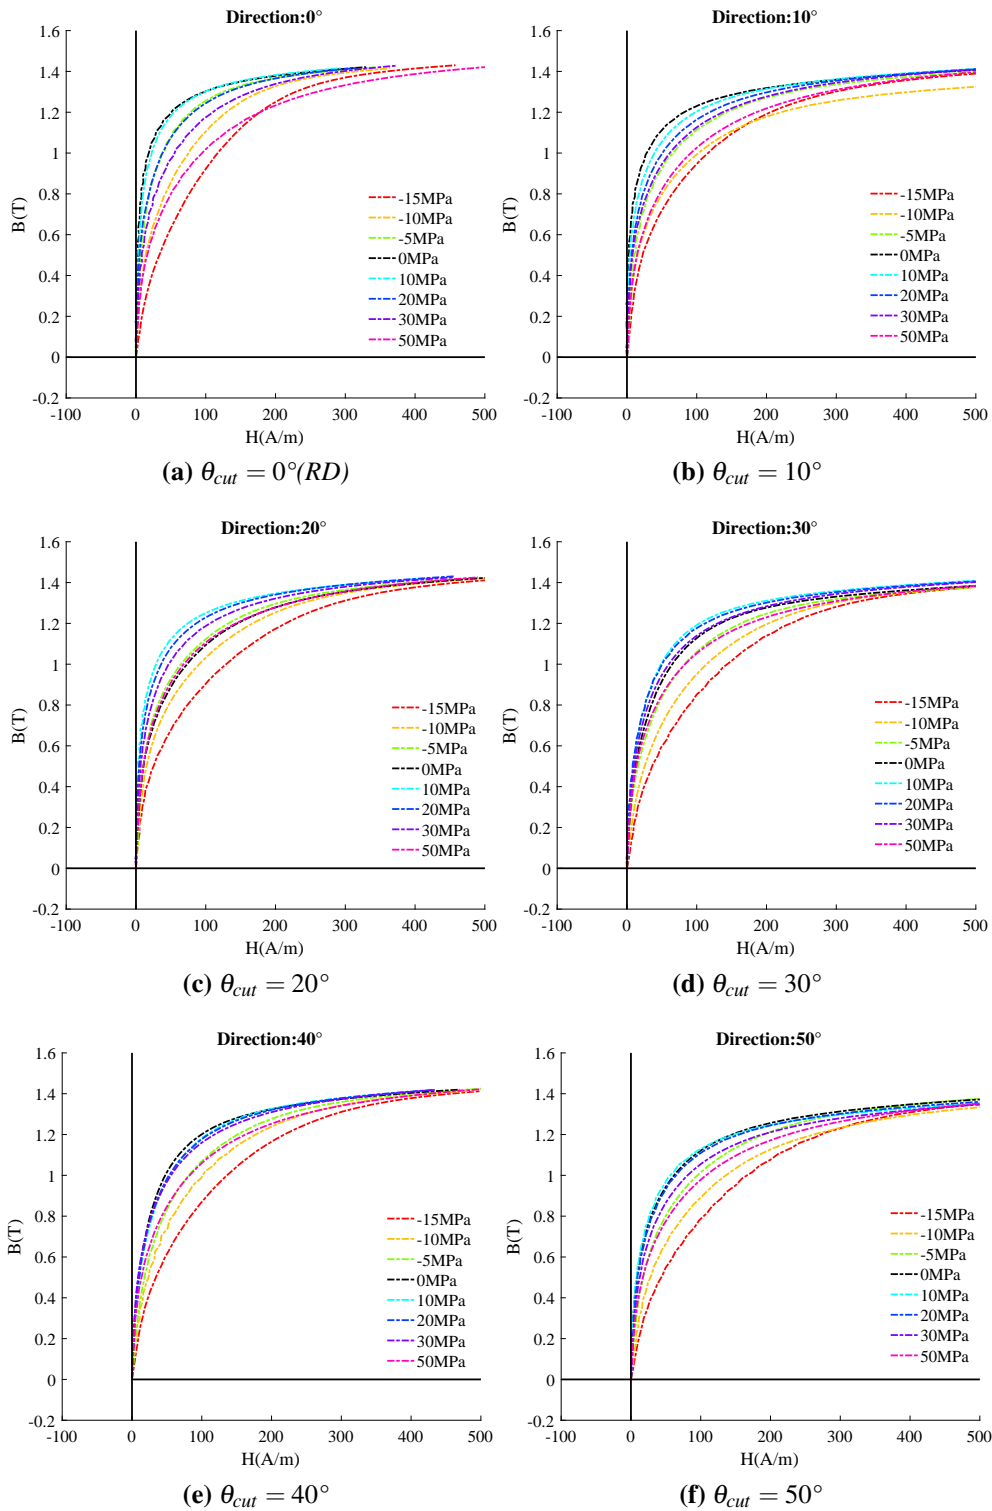 Direction:0°
1.6
1.4
1.2
1
0.8
0.6
0.4
0.2
0
-0.2
B(T)
-15MPa
-10MPa
-5MPa
0MPa
10MPa
20MPa
30MPa
50MPa
-100 0 100 200 300 400 500
H(A/m)
(a) θcut = 0°(RD)
Direction:10°
1.6
1.4
1.2
1
0.8
0.6
0.4
0.2
0
-0.2
B(T)
-15MPa
-10MPa
-5MPa
0MPa
10MPa
20MPa
30MPa
50MPa
-100 0 100 200 300 400 500
H(A/m)
(b) θcut = 10°
Direction:20°
1.6
1.4
1.2
1
0.8
0.6
0.4
0.2
0
-0.2
B(T)
-15MPa
-10MPa
-5MPa
0MPa
10MPa
20MPa
30MPa
50MPa
-100 0 100 200 300 400 500
H(A/m)
(c) θcut = 20°
Direction:30°
1.6
1.4
1.2
1
0.8
0.6
0.4
0.2
0
-0.2
B(T)
-15MPa
-10MPa
-5MPa
0MPa
10MPa
20MPa
30MPa
50MPa
-100 0 100 200 300 400 500
H(A/m)
(d) θcut = 30°
Direction:40°
1.6
1.4
1.2
1
0.8
0.6
0.4
0.2
0
-0.2
B(T)
-15MPa
-10MPa
-5MPa
0MPa
10MPa
20MPa
30MPa
50MPa
-100 0 100 200 300 400 500
H(A/m)
(e) θcut = 40°
Direction:50°
1.6
1.4
1.2
1
0.8
0.6
0.4
0.2
0
-0.2
B(T)
-15MPa
-10MPa
-5MPa
0MPa
10MPa
20MPa
30MPa
50MPa
-100 0 100 200 300 400 500
H(A/m)
(f) θcut = 50°